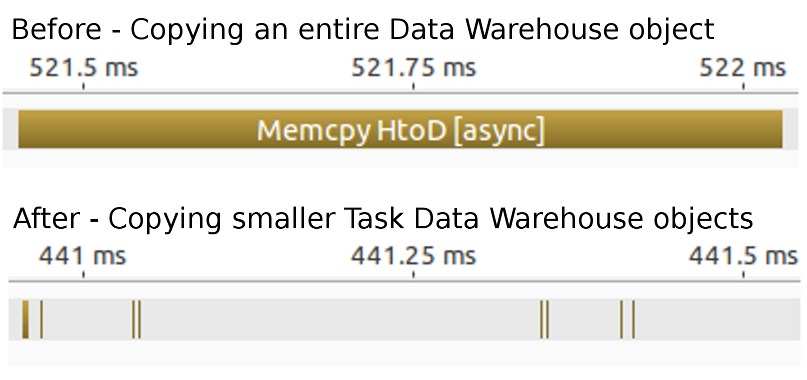 Before - Copying an entire Data Warehouse object
521.5 ms 521.75 ms 522 ms
Memcpy HtoD [async]
After - Copying smaller Task Data Warehouse objects
441 ms 441.25 ms 441.5 ms